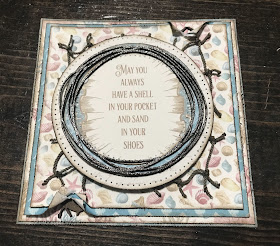 MAY YOU
ALWAYS
HAVE A SHELL
IN YOUR POCKET
AND SAND
IN YOUR
SHOES